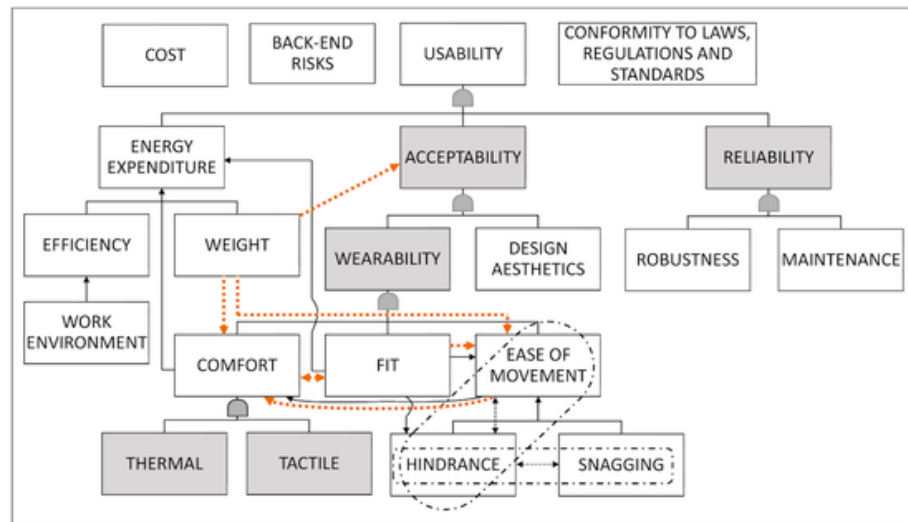 COST
BACK-END
RISKS
USABILITY
CONFORMITY TO LAWS,
REGULATIONS AND
STANDARDS
ENERGY
EXPENDITURE
ACCEPTABILITY
RELIABILITY
EFFICIENCY
WEIGHT
WEARABILITY
DESIGN
AESTHETICS
ROBUSTNESS
MAINTENANCE
WORK
ENVIRONMENT
COMFORT
FIT
EASE OF
MOVEMENT
THERMAL
TACTILE
HINDRANCE
SNAGGING